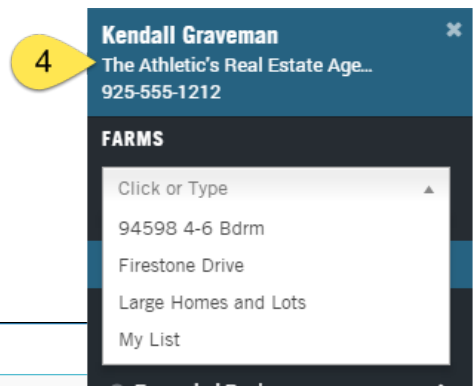 Kendall Graveman
4
The Athletic's Real Estate Age...
925-555-1212
FARMS
Click or Type
94598 4-6 Bdrm
Firestone Drive
Large Homes and Lots
My List